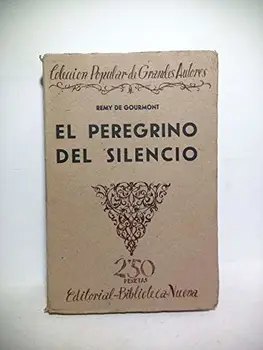 Colección Popular de Grandes Autores
REMY DE GOURMONT
EL PEREGRINO
DEL SILENCIO
2'50
PESETAS
Editorial-Biblioteca-Nueva